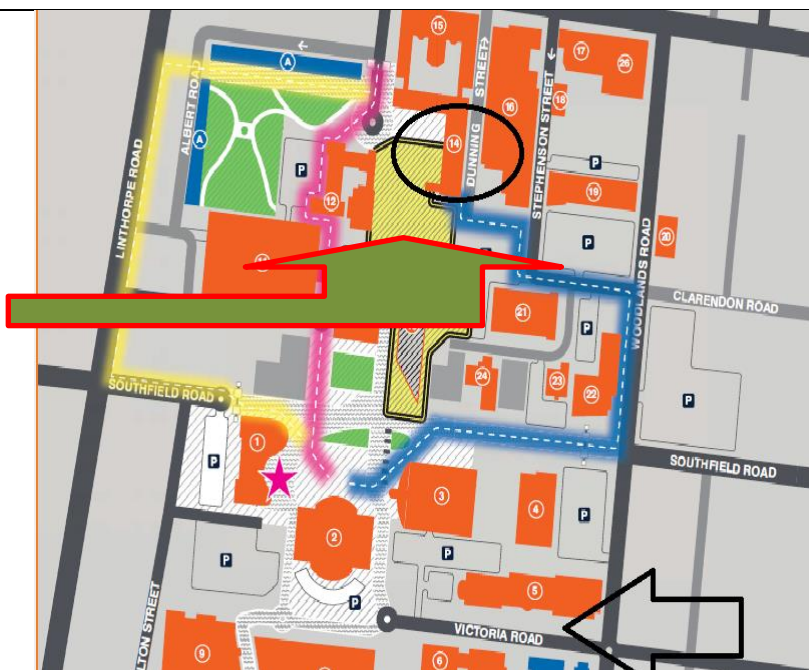 15
17
26
A
DUNNING STREET
STEPHENSON STREET
ALBERT ROAD
16
18
14
A
P
P
LINTHORPE ROAD
12
19
20
P
P
WOODLANDS ROAD
CLARENDON ROAD
21
P
24
23
22
P
SOUTHFIELD ROAD
1
P
SOUTHFIELD ROAD
3
4
P
2
P
P
5
P
VICTORIA ROAD
9
6